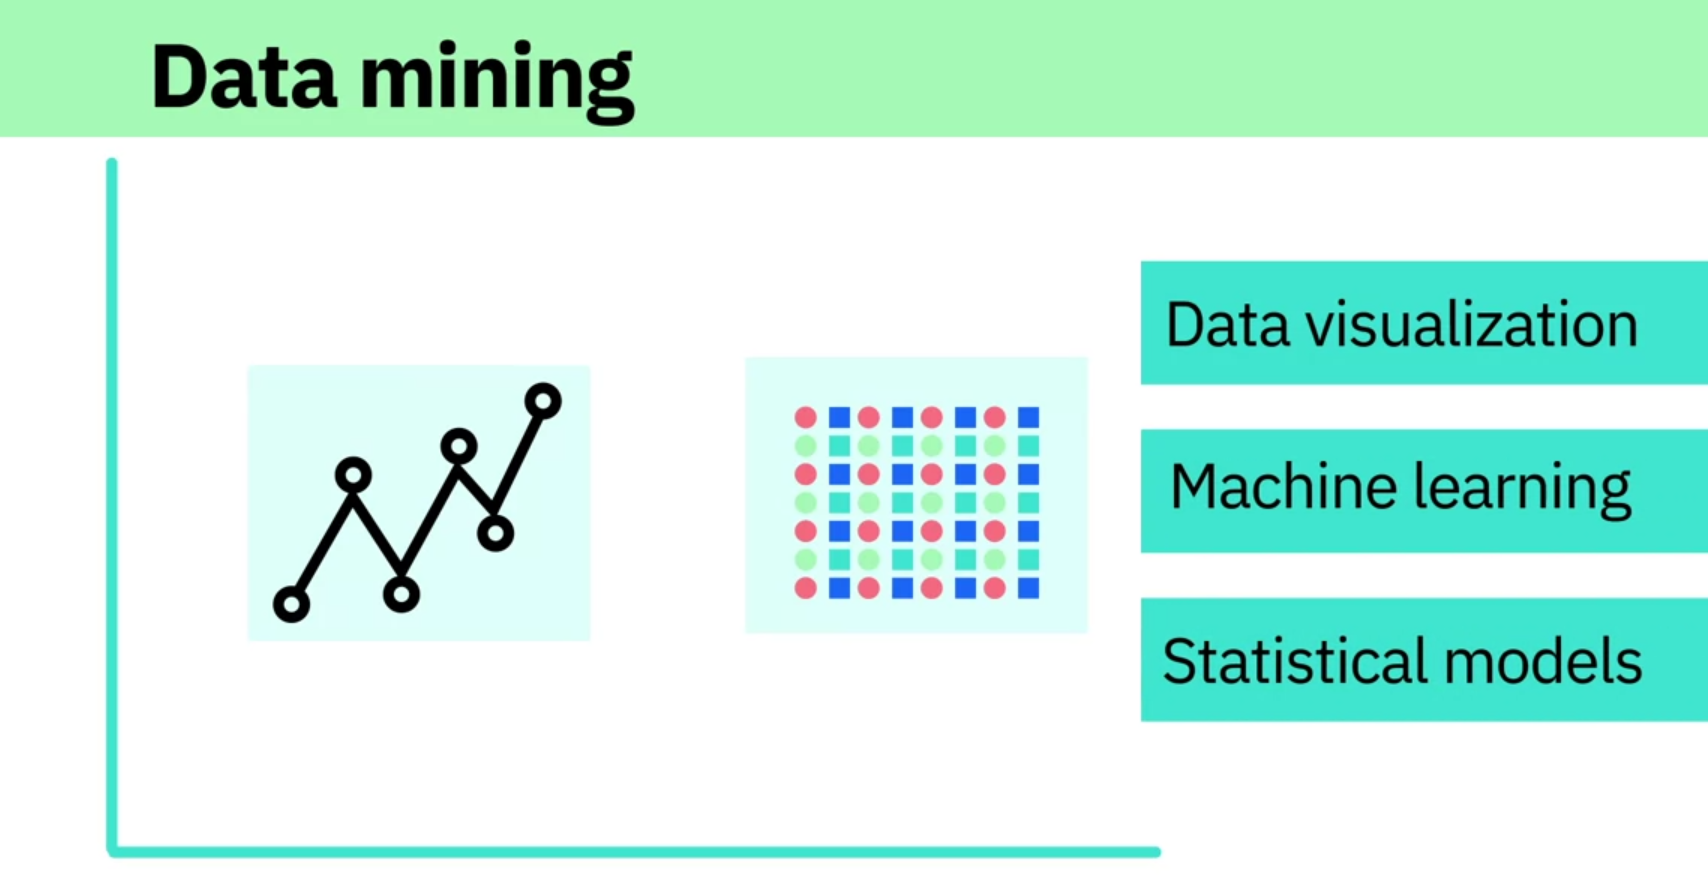 Data mining
Data visualization
Machine learning
Statistical models